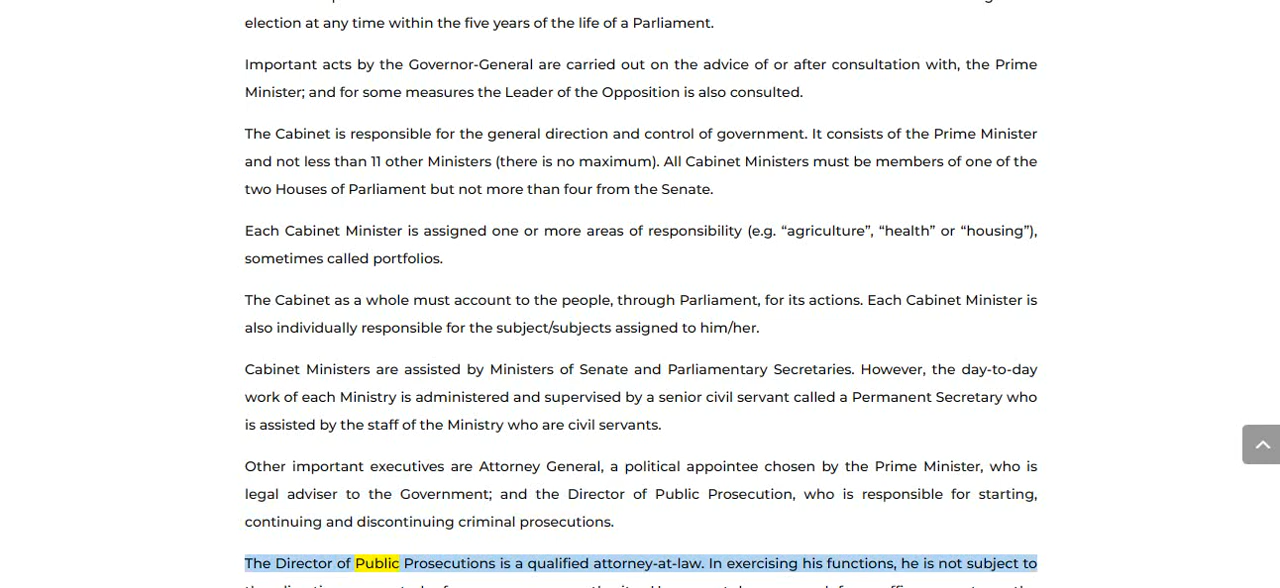 election at any time within the five years of the life of a Parliament.
Important acts by the Governor-General are carried out on the advice of or after consultation with, the Prime
Minister; and for some measures the Leader of the Opposition is also consulted.
The Cabinet is responsible for the general direction and control of government. It consists of the Prime Minister
and not less than 11 other Ministers (there is no maximum). All Cabinet Ministers must be members of one of the
two Houses of Parliament but not more than four from the Senate.
Each Cabinet Minister is assigned one or more areas of responsibility (e.g. “agriculture”, “health” or “housing”),
sometimes called portfolios.
The Cabinet as a whole must account to the people, through Parliament, for its actions. Each Cabinet Minister is
also individually responsible for the subject/subjects assigned to him/her.
Cabinet Ministers are assisted by Ministers of Senate and Parliamentary Secretaries. However, the day-to-day
work of each Ministry is administered and supervised by a senior civil servant called a Permanent Secretary who
is assisted by the staff of the Ministry who are civil servants.
Other important executives are Attorney General, a political appointee chosen by the Prime Minister, who is
legal adviser to the Government; and the Director of Public Prosecution, who is responsible for starting,
continuing and discontinuing criminal prosecutions.
The Director of Public Prosecutions is a qualified attorney-at-law. In exercising his functions, he is not subject to